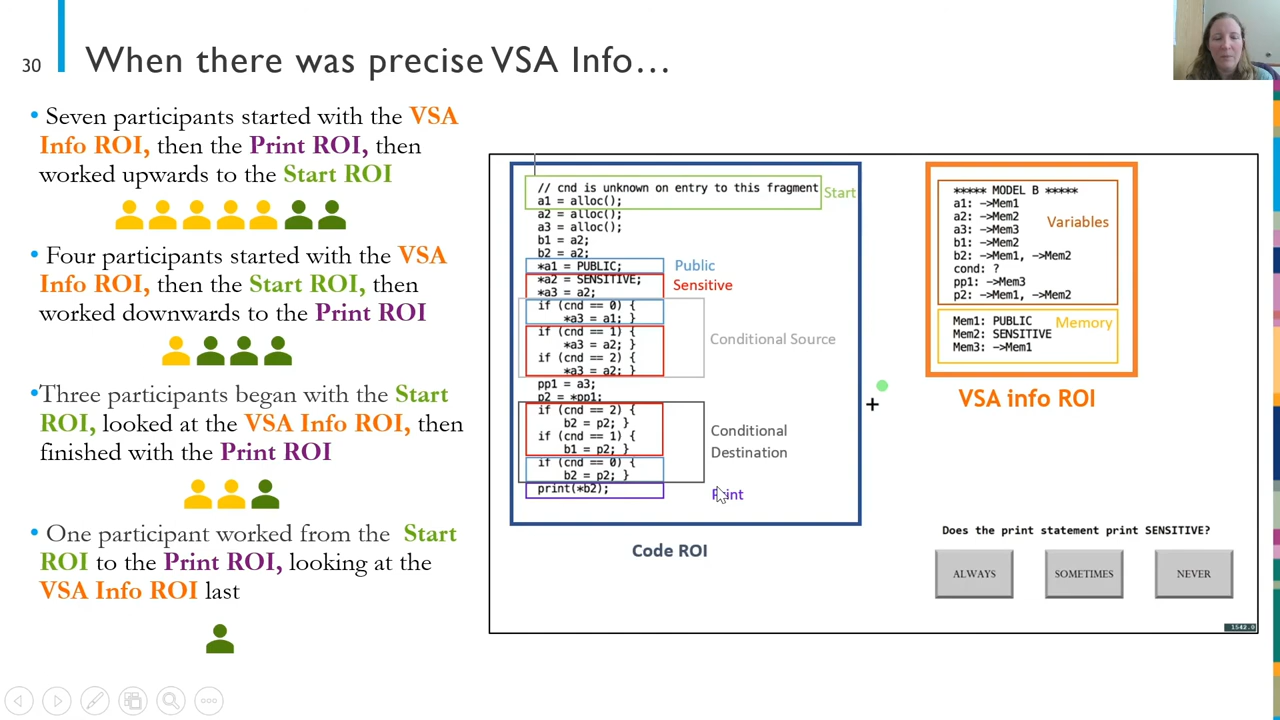 30
When there was precise VSA Info…
• Seven participants started with the VSA
Info ROI, then the Print ROI, then
worked upwards to the Start ROI
• Four participants started with the VSA
Info ROI, then the Start ROI, then
worked downwards to the Print ROI
•Three participants began with the Start
ROI, looked at the VSA Info ROI, then
finished with the Print ROI
• One participant worked from the Start
ROI to the Print ROI, looking at the
VSA Info ROI last
// cnd is unknown on entry to this fragment
Start
a1 = alloc();
a2 = alloc();
a3 = alloc();
b1 = a2;
b2 = a2;
*a1 = PUBLIC;
Public
*a2 = SENSITIVE;
Sensitive
*a3 = a2;
if (cnd == 0) {
*a3 = a1; }
if (cnd == 1) {
Conditional Source
*a3 = a2; }
if (cnd == 2) {
*a3 = a2; }
pp1 = a3;
p2 = *pp1;
if (cnd == 2) {
b2 = p2; }
Conditional
if (cnd == 1) {
b1 = p2; }
Destination
if (cnd == 0) {
b2 = p2; }
print(*b2);
Print
Code ROI
***** MODEL B *****
a1: ->Mem1
a2: ->Mem2
Variables
a3: ->Mem3
b1: ->Mem2
b2: ->Mem1, ->Mem2
cond: ?
pp1: ->Mem3
p2: ->Mem1, ->Mem2
Mem1: PUBLIC
Memory
Mem2: SENSITIVE
Mem3: ->Mem1
+
VSA info ROI
Does the print statement print SENSITIVE?
ALWAYS
SOMETIMES
NEVER
1542.0